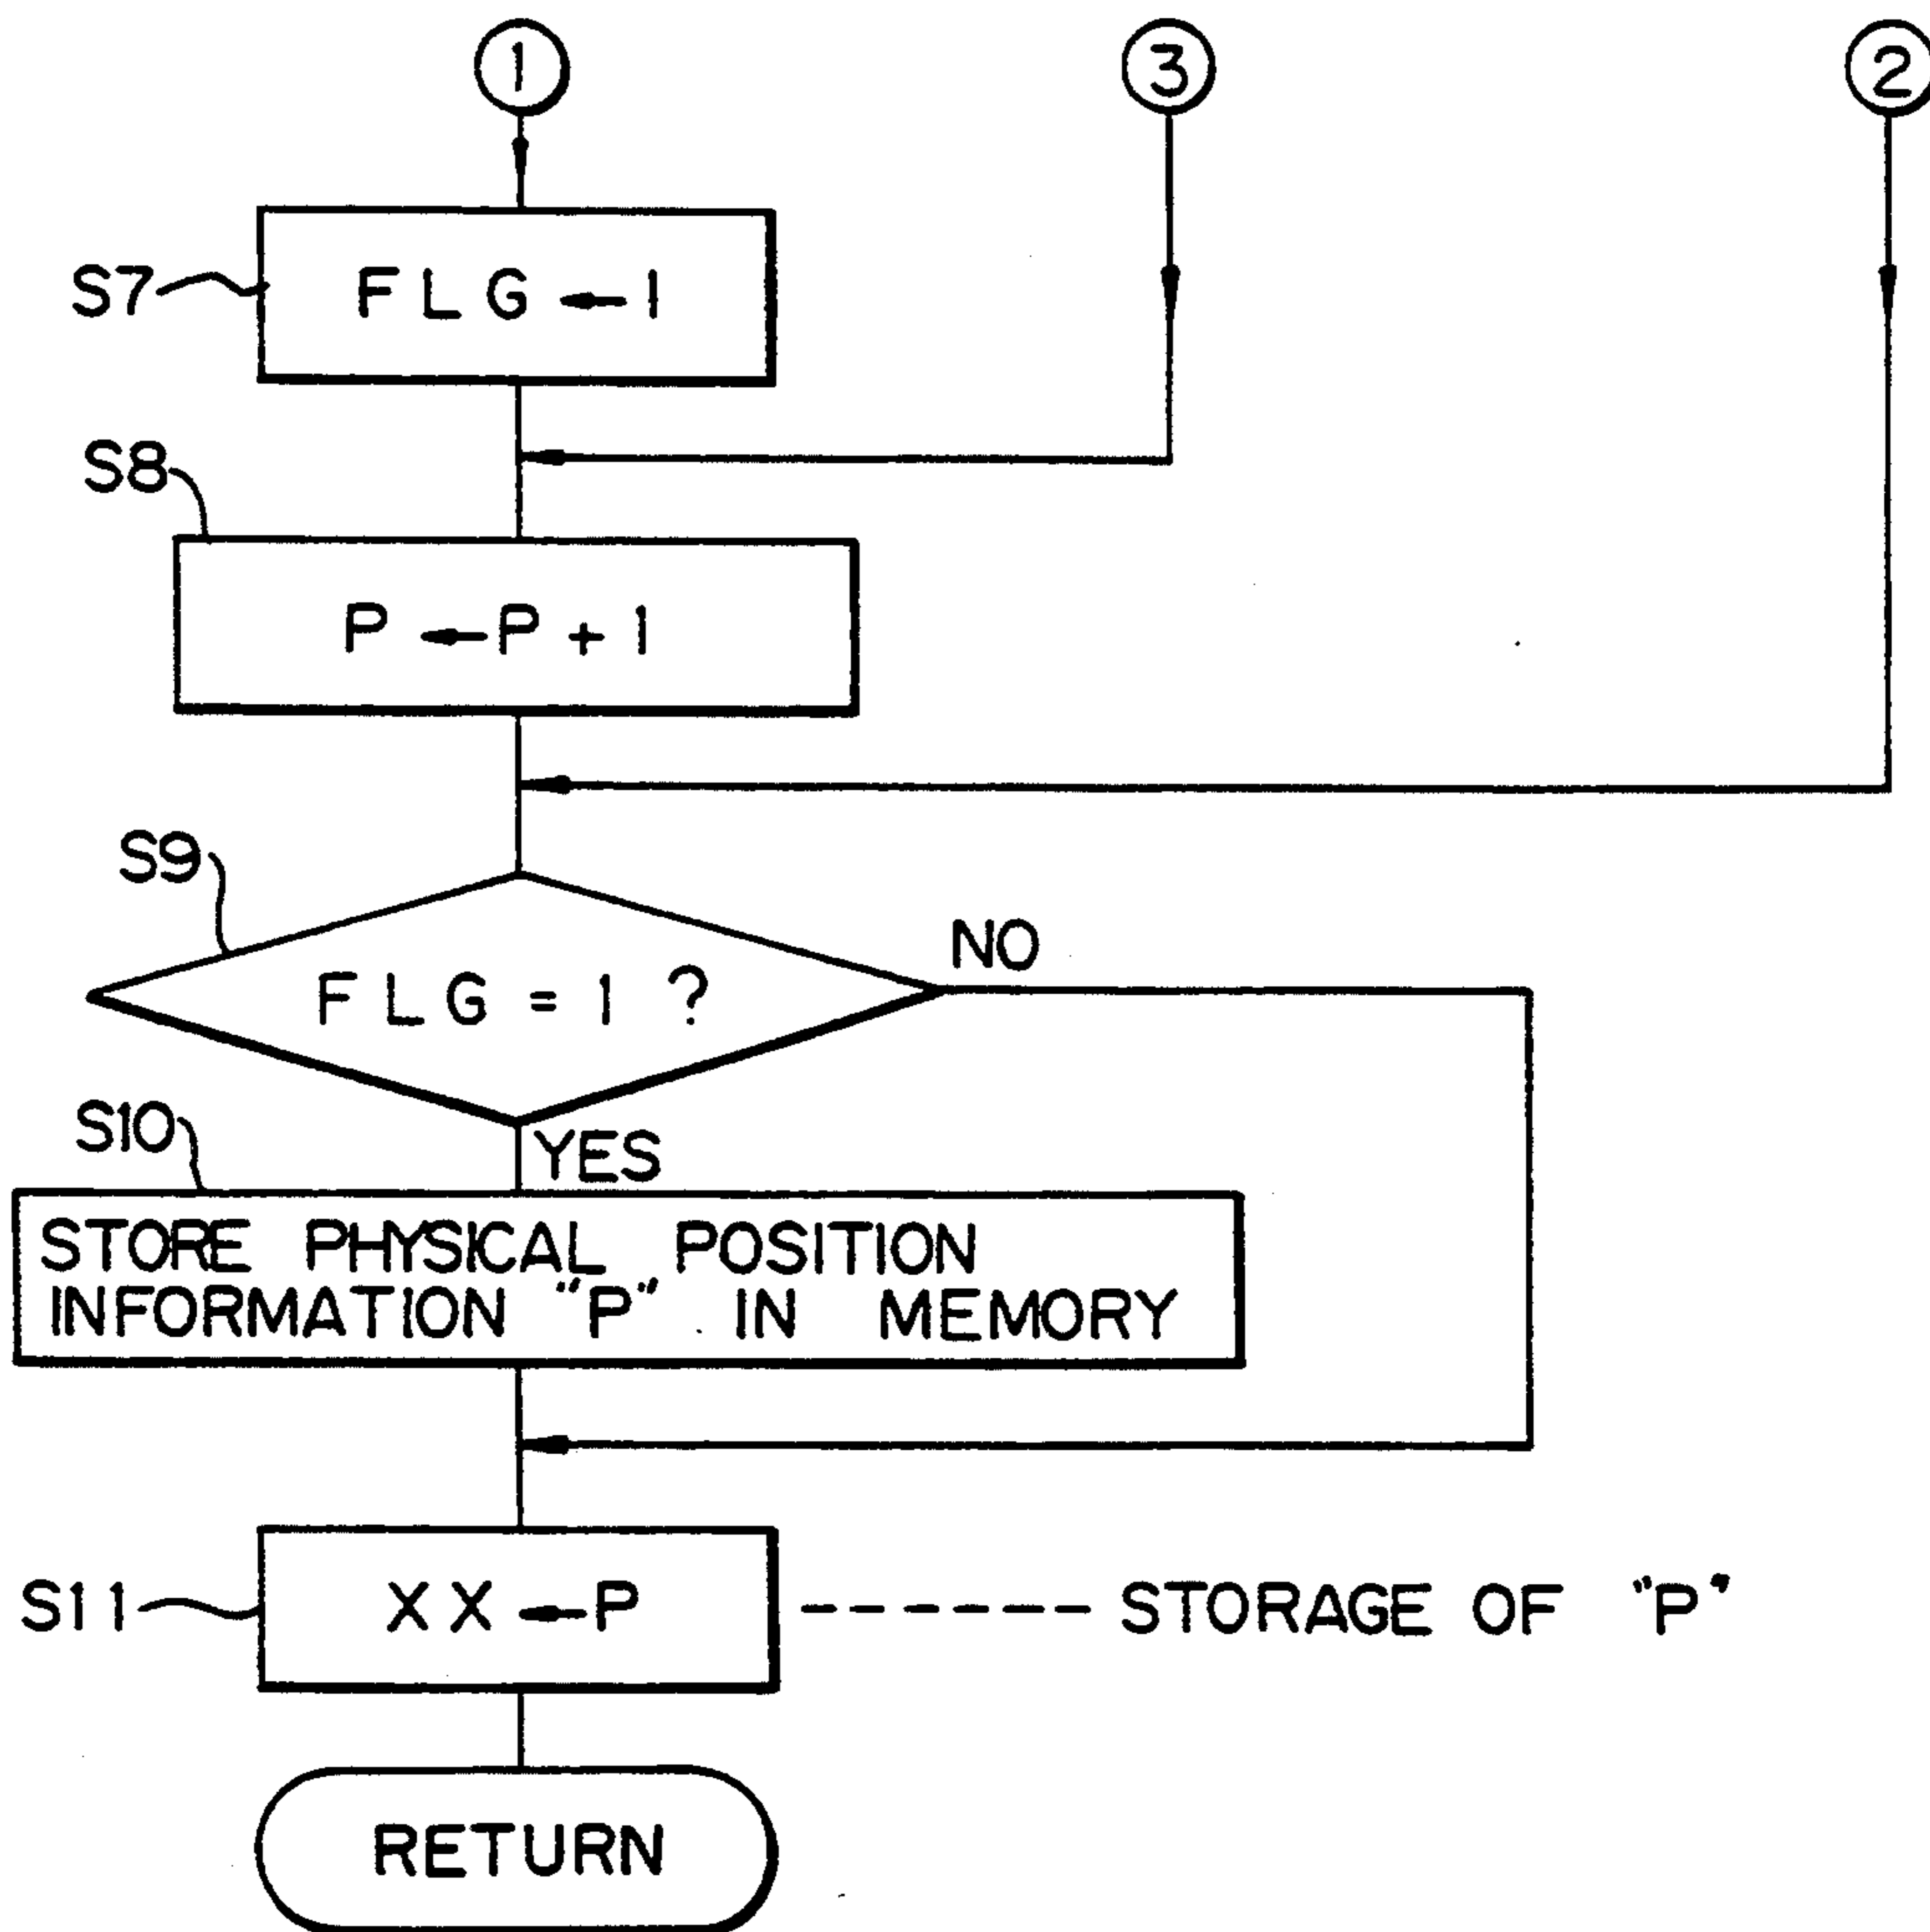 1 3 2
S7 FLG ← 1
S8
P ← P + 1
S9
NO
FLG = 1 ?
S10
YES
STORE PHYSICAL POSITION
INFORMATION "P" IN MEMORY
S11 XX ← P ------ STORAGE OF "P"
RETURN